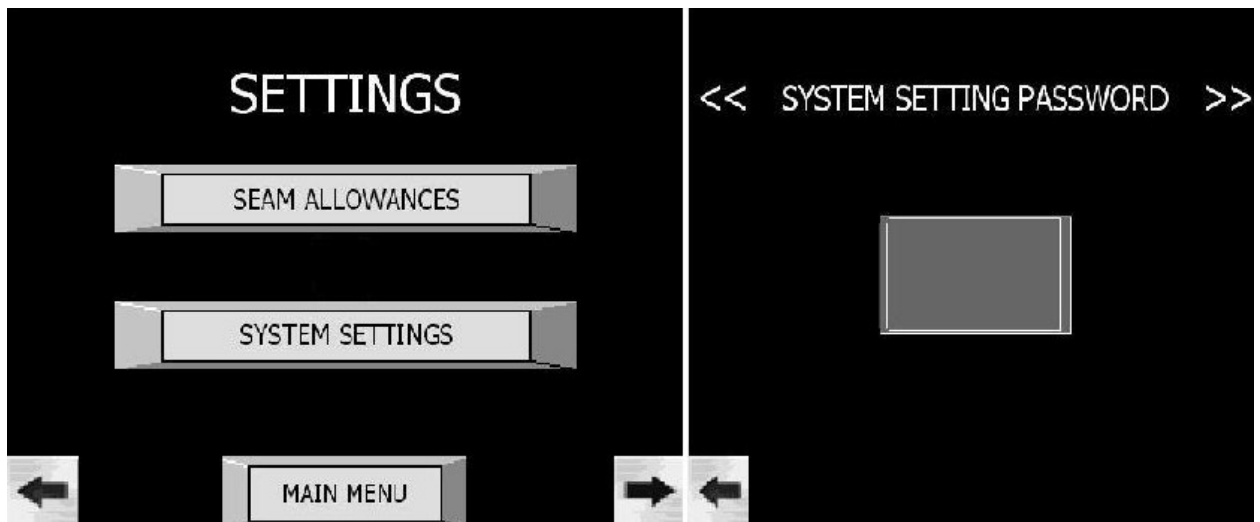 SETTINGS
SEAM ALLOWANCES
SYSTEM SETTINGS
MAIN MENU
<< SYSTEM SETTING PASSWORD >>